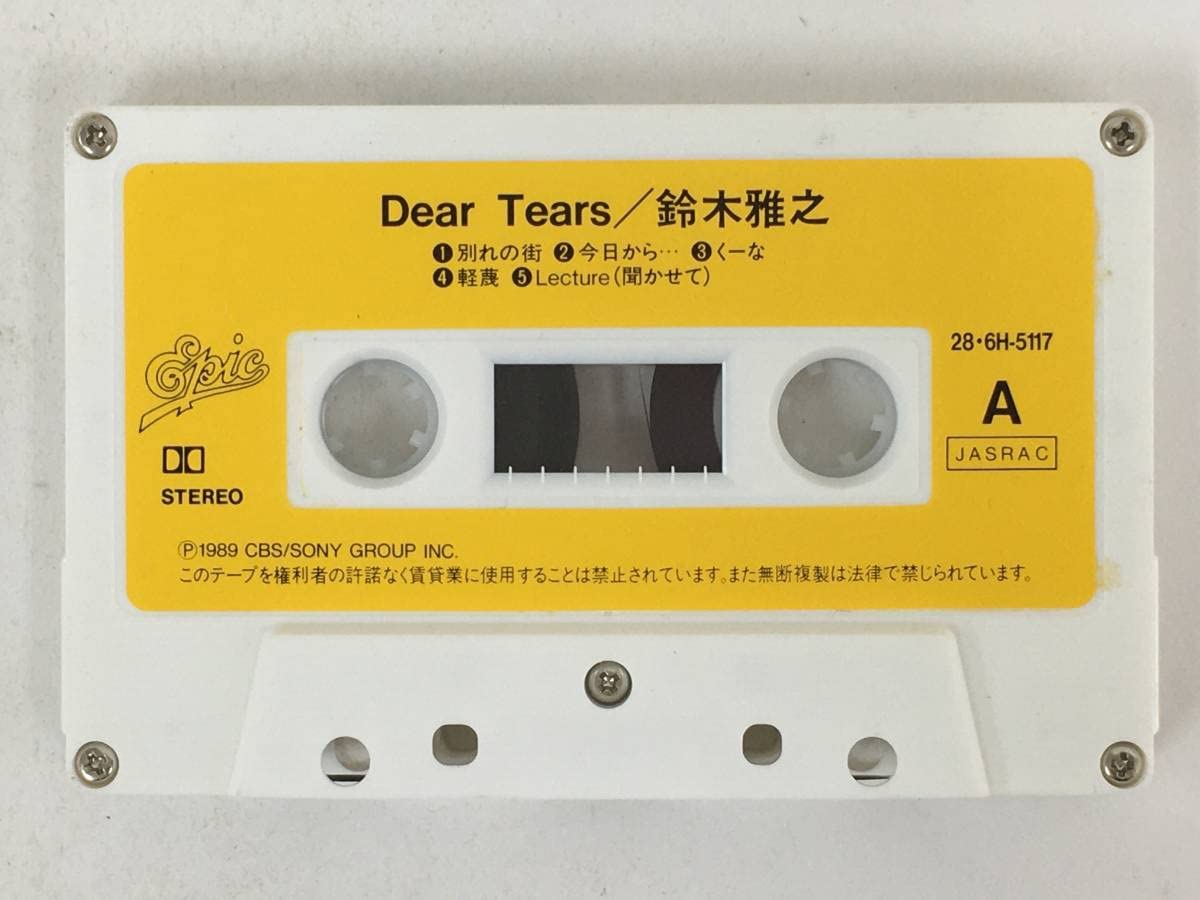 Dear Tears／鈴木雅之
❶別れの街 ❷今日から… ❸くーな
❹軽蔑 ❺Lecture(聞かせて)
Epic
28・6H-5117
A
JASRAC
STEREO
Ⓟ1989 CBS/SONY GROUP INC.
このテープを権利者の許諾なく賃貸業に使用することは禁止されています。また無断複製は法律で禁じられています。